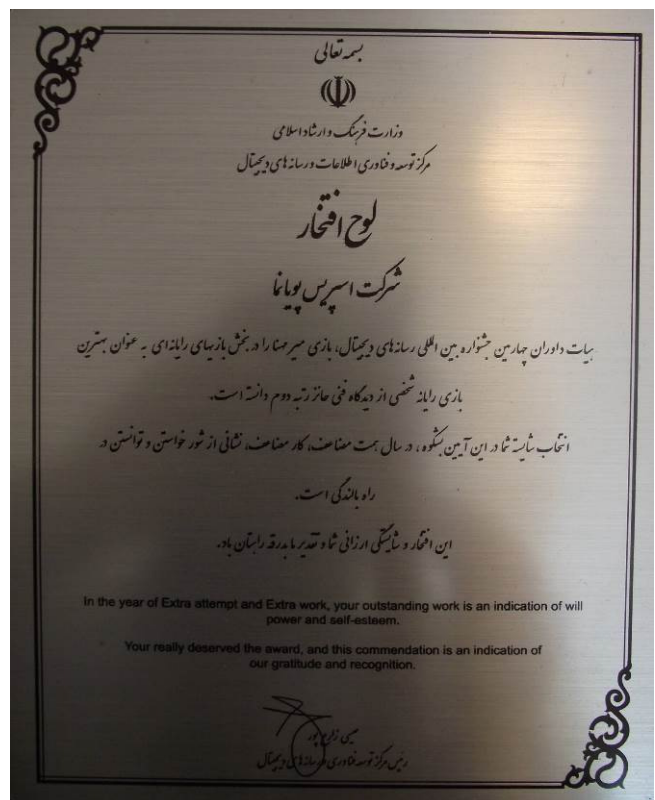 بسمه تعالی
وزارت فرهنگ و ارشاد اسلامی
مرکز توسعه و فناوری اطلاعات و رسانه های دیجیتال
لوح افتخار
شرکت اسپریس پویانما
هیات داوران چهارمین جشنواره بین المللی رسانه های دیجیتال، بازی میرمهنا را در بخش بازیهای رایانه ای به عنوان بهترین
بازی رایانه شخصی از دیدگاه فنی حائز رتبه دوم دانسته است.
انتخاب شایسته شما در این آیین باشکوه، در سال همت مضاعف، کار مضاعف، نشانی از شور خواستن و توانستن در
راه بالندگی است.
این افتخار و شایستگی ارزانی شما و تقدیر ما بدرقه راهتان باد.
In the year of Extra attempt and Extra work, your outstanding work is an indication of will
power and self-esteem.
Your really deserved the award, and this commendation is an indication of
our gratitude and recognition.
رئیس مرکز توسعه فناوری و رسانه های دیجیتال